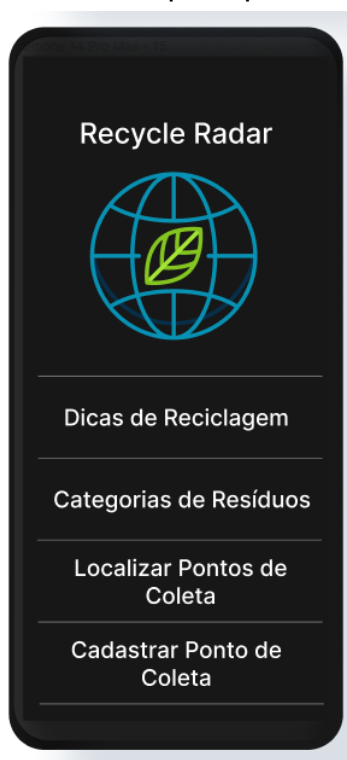 Recycle Radar
Dicas de Reciclagem
Categorias de Resíduos
Localizar Pontos de
Coleta
Cadastrar Ponto de
Coleta